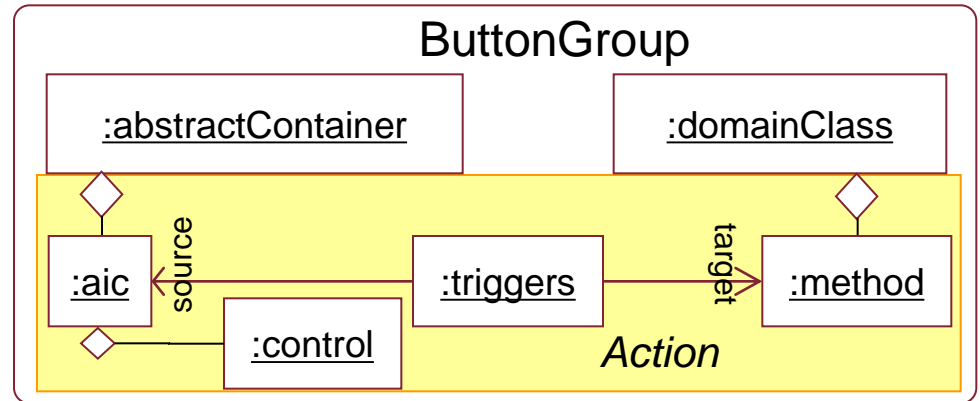 ButtonGroup
:abstractContainer
:domainClass
:aic
source
:triggers
target
:method
:control
Action